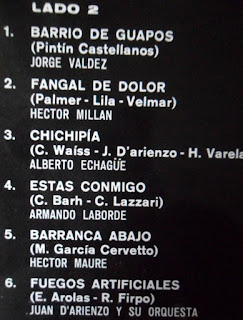 LADO 2
1. BARRIO DE GUAPOS
(Pintín Castellanos)
JORGE VALDEZ
2. FANGAL DE DOLOR
(Palmer - Lila - Velmar)
HECTOR MILLAN
3. CHICHIPÍA
(C. Waíss - J. D'arienzo - H. Varela
ALBERTO ECHAGÜE
4. ESTAS CONMIGO
(C. Barh - C. Lazzari)
ARMANDO LABORDE
5. BARRANCA ABAJO
(M. García Cervetto)
HECTOR MAURE
6. FUEGOS ARTIFICIALES
(E. Arolas - R. Firpo)
JUAN D'ARIENZO Y SU ORQUESTA